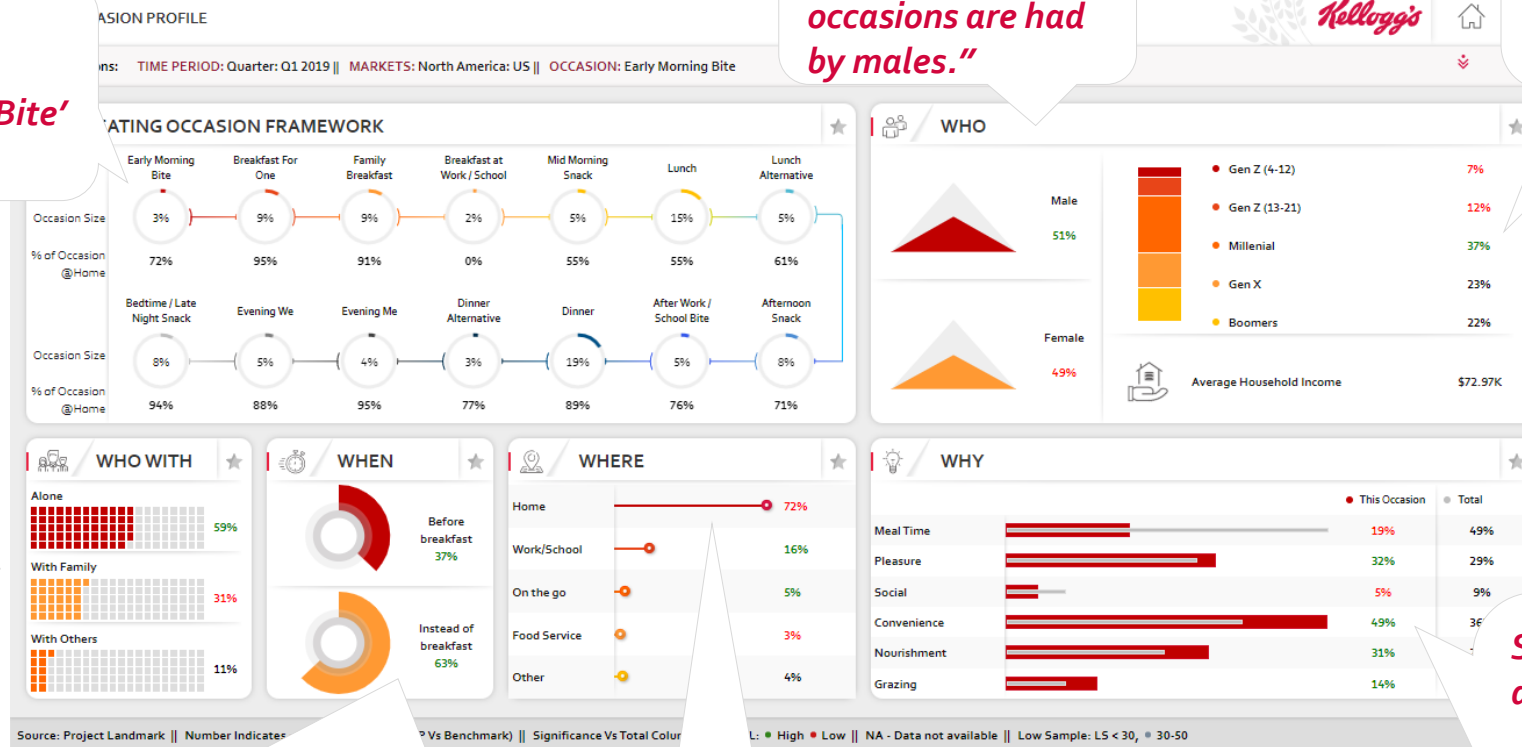 ASION PROFILE
occasions are had
by males.”
Kellogg's
ns: TIME PERIOD: Quarter: Q1 2019 || MARKETS: North America: US || OCCASION: Early Morning Bite
Bite’
ATING OCCASION FRAMEWORK
Early Morning Bite
Breakfast For One
Family Breakfast
Breakfast at Work / School
Mid Morning Snack
Lunch
Lunch Alternative
Occasion Size 3% 9% 9% 2% 5% 15% 5%
% of Occasion @Home 72% 95% 91% 0% 55% 55% 61%
Bedtime / Late Night Snack
Evening We
Evening Me
Dinner Alternative
Dinner
After Work / School Bite
Afternoon Snack
Occasion Size 8% 5% 4% 3% 19% 5% 8%
% of Occasion @Home 94% 88% 95% 77% 89% 76% 71%
WHO
Male
51%
Female
49%
Gen Z (4-12) 7%
Gen Z (13-21) 12%
Millenial 37%
Gen X 23%
Boomers 22%
Average Household Income $72.97K
WHO WITH
Alone
59%
With Family
31%
With Others
11%
WHEN
Before
breakfast
37%
Instead of
breakfast
63%
WHERE
Home 72%
Work/School 16%
On the go 5%
Food Service 3%
Other 4%
WHY
This Occasion Total
Meal Time 19% 49%
Pleasure 32% 29%
Social 5% 9%
Convenience 49%
Nourishment 31%
Grazing 14%
Source: Project Landmark || Number Indicates
P Vs Benchmark) || Significance Vs Total Colu
L: High Low || NA - Data not available || Low Sample: LS < 30, 30-50